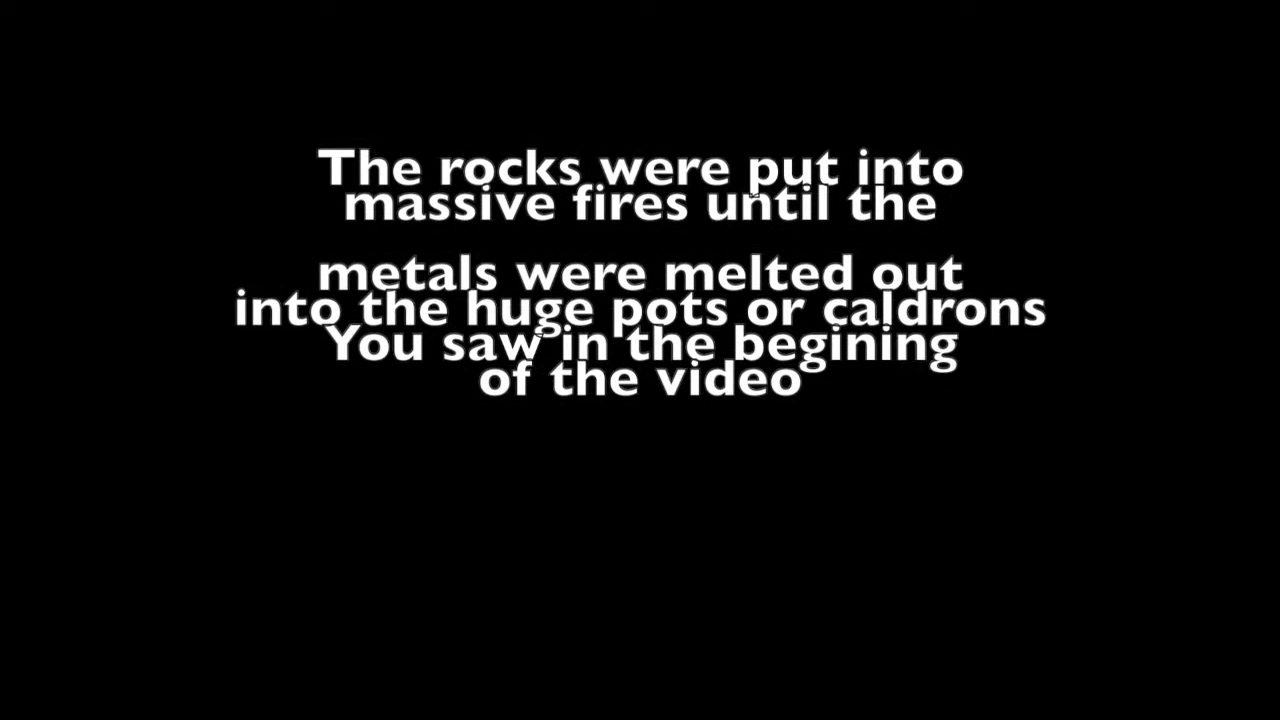 The rocks were put into
massive fires until the
metals were melted out
into the huge pots or caldrons
You saw in the begining
of the video